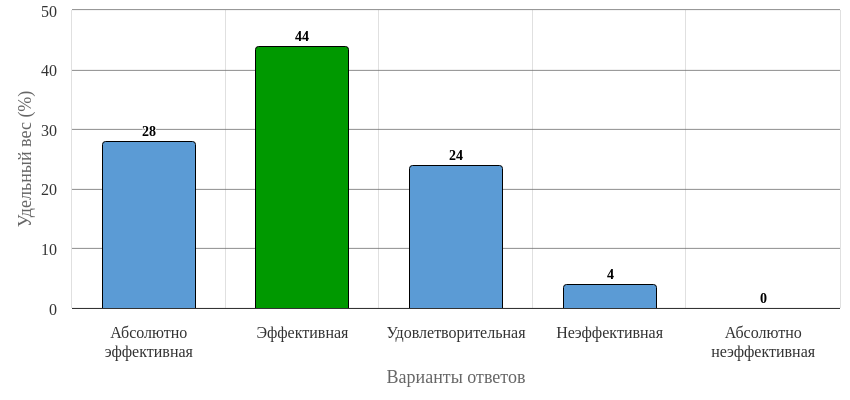 50
44
40
Удельный вес (%)
30
28
24
20
10
4
0
0
Абсолютно
эффективная
Эффективная
Удовлетворительная
Неэффективная
Абсолютно
неэффективная
Варианты ответов